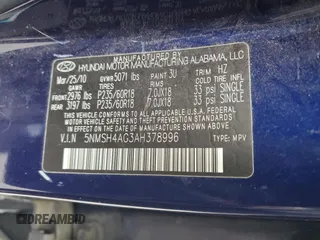 HYUNDAI MOTOR MANUFACTURING ALABAMA, LLC
Mar/25/10 GVWR 5071 lbs PAINT 3U TRIM HZ
GAWR TIRES RIMS COLD TIRE PRESSURE
FRONT 2976 lbs P235/60R18 7.0JX18 33 psi SINGLE
REAR 3197 lbs P235/60R18 7.0JX18 33 psi SINGLE
THIS VEHICLE CONFORMS TO ALL APPLICABLE U.S. FEDERAL MOTOR
VEHICLE SAFETY AND THEFT PREVENTION STANDARDS IN EFFECT ON
THE DATE OF MANUFACTURE SHOWN ABOVE.
V.I.N 5NMSH4AG3AH378996 TYPE: MPV
DREAMBID
dreambid.com